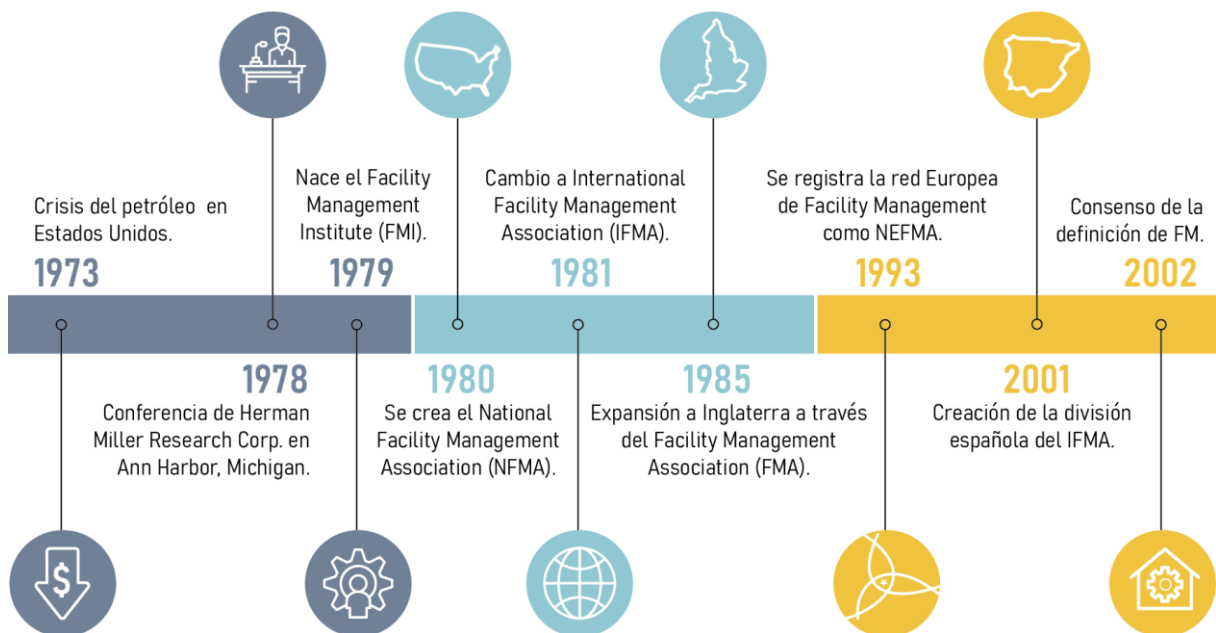 Crisis del petróleo en
Estados Unidos.
1973
1978
Conferencia de Herman
Miller Research Corp. en
Ann Harbor, Michigan.
Nace el Facility
Management
Institute (FMI).
1979
1980
Se crea el National
Facility Management
Association (NFMA).
Cambio a International
Facility Management
Association (IFMA).
1981
1985
Expansión a Inglaterra a través
del Facility Management
Association (FMA).
Se registra la red Europea
de Facility Management
como NEFMA.
1993
2001
Creación de la división
española del IFMA.
Consenso de la
definición de FM.
2002
$